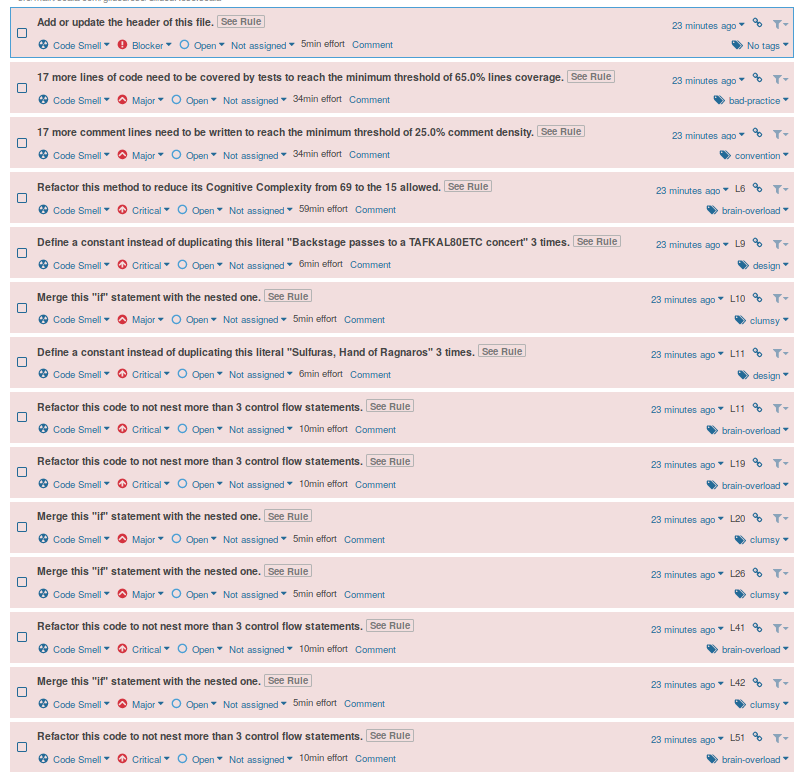 Add or update the header of this file. See Rule 23 minutes ago
Code Smell Blocker Open Not assigned 5min effort Comment No tags
17 more lines of code need to be covered by tests to reach the minimum threshold of 65.0% lines coverage. See Rule 23 minutes ago
Code Smell Major Open Not assigned 34min effort Comment bad-practice
17 more comment lines need to be written to reach the minimum threshold of 25.0% comment density. See Rule 23 minutes ago
Code Smell Major Open Not assigned 34min effort Comment convention
Refactor this method to reduce its Cognitive Complexity from 69 to the 15 allowed. See Rule 23 minutes ago L6
Code Smell Critical Open Not assigned 59min effort Comment brain-overload
Define a constant instead of duplicating this literal "Backstage passes to a TAFKAL80ETC concert" 3 times. See Rule 23 minutes ago L9
Code Smell Critical Open Not assigned 6min effort Comment design
Merge this "if" statement with the nested one. See Rule 23 minutes ago L10
Code Smell Major Open Not assigned 5min effort Comment clumsy
Define a constant instead of duplicating this literal "Sulfuras, Hand of Ragnaros" 3 times. See Rule 23 minutes ago L11
Code Smell Critical Open Not assigned 6min effort Comment design
Refactor this code to not nest more than 3 control flow statements. See Rule 23 minutes ago L11
Code Smell Critical Open Not assigned 10min effort Comment brain-overload
Refactor this code to not nest more than 3 control flow statements. See Rule 23 minutes ago L19
Code Smell Critical Open Not assigned 10min effort Comment brain-overload
Merge this "if" statement with the nested one. See Rule 23 minutes ago L20
Code Smell Major Open Not assigned 5min effort Comment clumsy
Merge this "if" statement with the nested one. See Rule 23 minutes ago L26
Code Smell Major Open Not assigned 5min effort Comment clumsy
Refactor this code to not nest more than 3 control flow statements. See Rule 23 minutes ago L41
Code Smell Critical Open Not assigned 10min effort Comment brain-overload
Merge this "if" statement with the nested one. See Rule 23 minutes ago L42
Code Smell Major Open Not assigned 5min effort Comment clumsy
Refactor this code to not nest more than 3 control flow statements. See Rule 23 minutes ago L51
Code Smell Critical Open Not assigned 10min effort Comment brain-overload